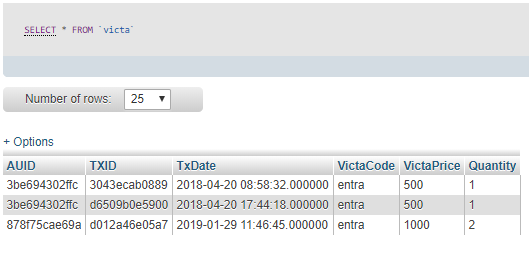 SELECT * FROM `victa`
Number of rows: 25
+ Options
AUID TXID TxDate VictaCode VictaPrice Quantity
3be694302ffc 3043ecab0889 2018-04-20 08:58:32.000000 entra 500 1
3be694302ffc d6509b0e5900 2018-04-20 17:44:18.000000 entra 500 1
878f75cae69a d012a46e05a7 2019-01-29 11:46:45.000000 entra 1000 2